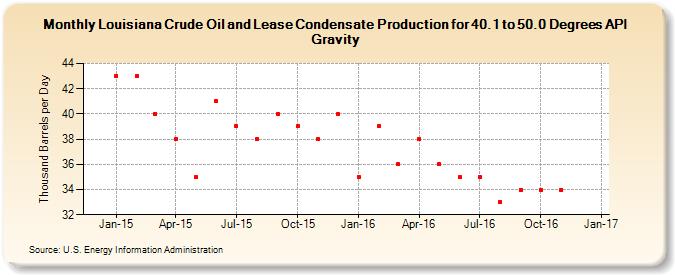 Monthly Louisiana Crude Oil and Lease Condensate Production for 40.1 to 50.0 Degrees API
Gravity
Thousand Barrels per Day
44
42
40
38
36
34
32
Jan-15 Apr-15 Jul-15 Oct-15 Jan-16 Apr-16 Jul-16 Oct-16 Jan-17
Source: U.S. Energy Information Administration